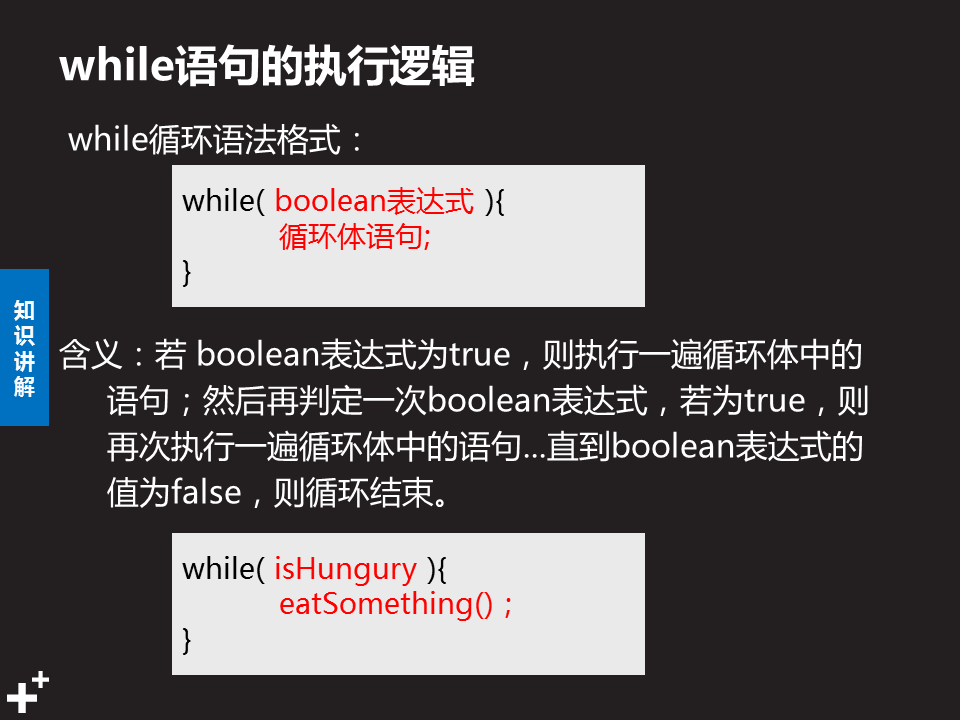 while语句的执行逻辑
while循环语法格式：
while( boolean表达式 ){
循环体语句;
}
知
识
讲
解
含义：若 boolean表达式为true，则执行一遍循环体中的
语句；然后再判定一次boolean表达式，若为true，则
再次执行一遍循环体中的语句...直到boolean表达式的
值为false，则循环结束。
while( isHungury ){
eatSomething()；
}